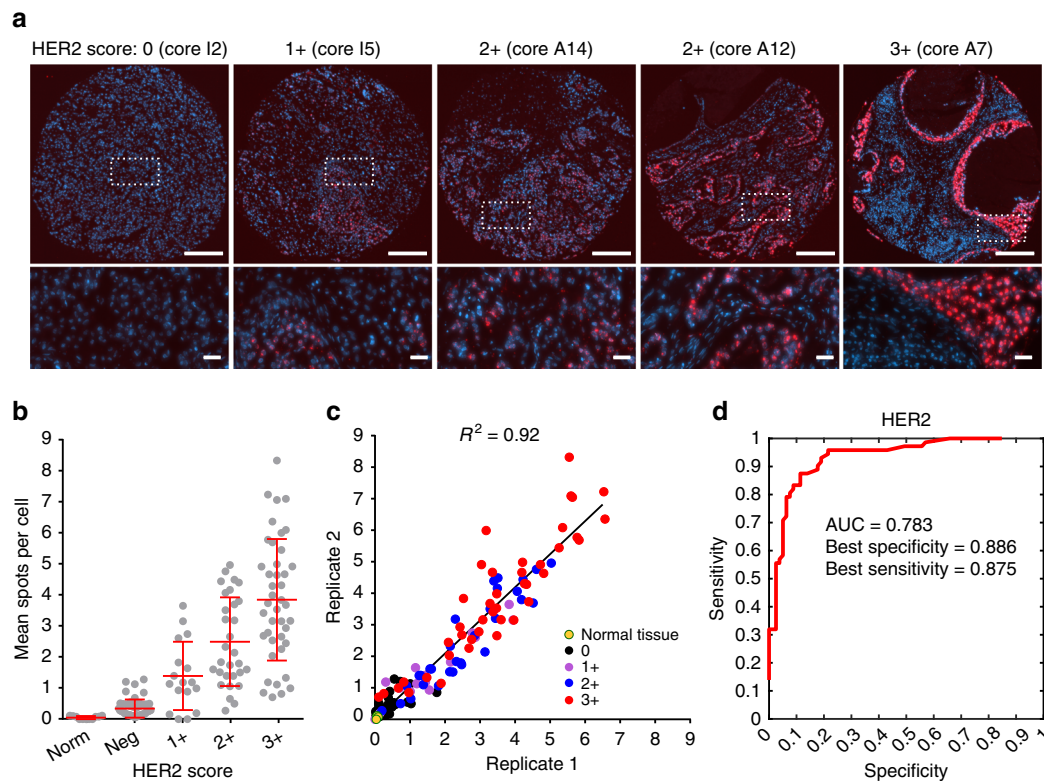 a
HER2 score: 0 (core I2)
1+ (core I5)
2+ (core A14)
2+ (core A12)
3+ (core A7)
b
Mean spots per cell
9
8
7
6
5
4
3
2
1
0
Norm
Neg
1+
2+
3+
HER2 score
c
R² = 0.92
Replicate 2
9
8
7
6
5
4
3
2
1
0
Normal tissue
0
1+
2+
3+
0
1
2
3
4
5
6
7
8
9
Replicate 1
d
HER2
Sensitivity
1
0.9
0.8
0.7
0.6
0.5
0.4
0.3
0.2
0.1
0
AUC = 0.783
Best specificity = 0.886
Best sensitivity = 0.875
0
0.1
0.2
0.3
0.4
0.5
0.6
0.7
0.8
0.9
1
Specificity